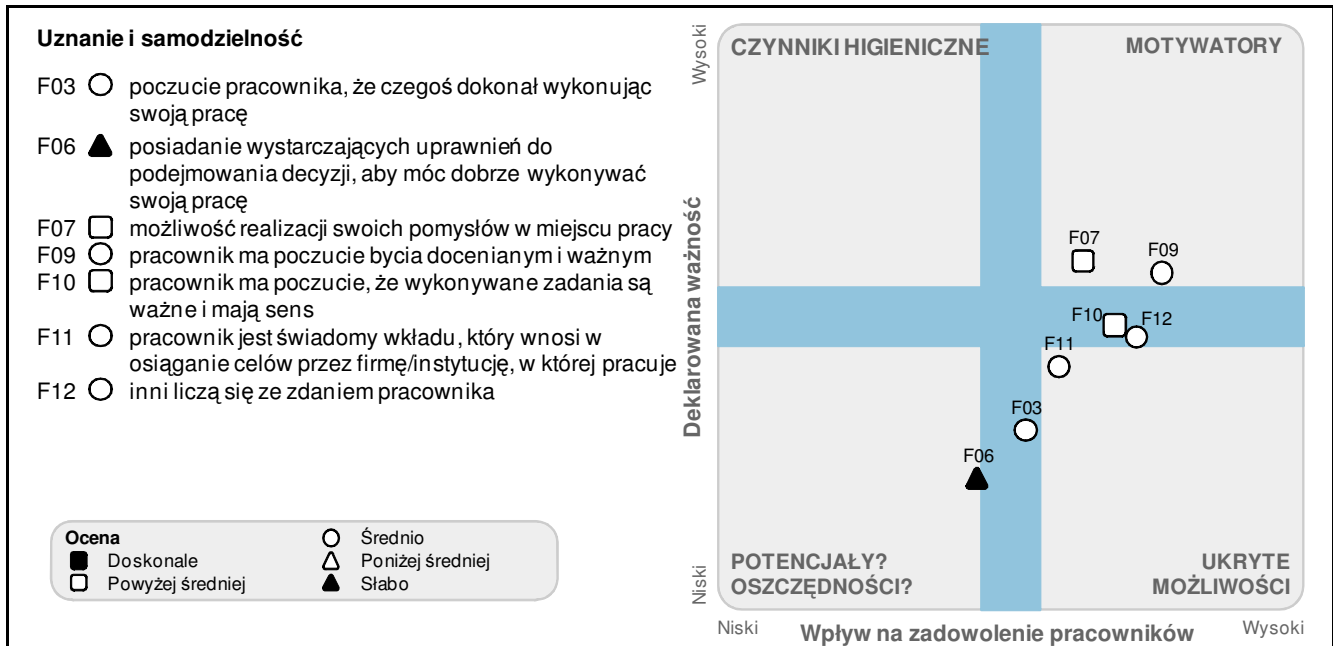 Uznanie i samodzielność
F03 poczucie pracownika, że czegoś dokonał wykonując
swoją pracę
F06 posiadanie wystarczających uprawnień do
podejmowania decyzji, aby móc dobrze wykonywać
swoją pracę
F07 możliwość realizacji swoich pomysłów w miejscu pracy
F09 pracownik ma poczucie bycia docenianym i ważnym
F10 pracownik ma poczucie, że wykonywane zadania są
ważne i mają sens
F11 pracownik jest świadomy wkładu, który wnosi w
osiąganie celów przez firmę/instytucję, w której pracuje
F12 inni liczą się ze zdaniem pracownika
Ocena
Doskonale
Powyżej średniej
Średnio
Poniżej średniej
Słabo
Wysoki
Deklarowana ważność
Niski
CZYNNIKI HIGIENICZNE
MOTYWATORY
F07
F09
F10
F12
F11
F03
F06
POTENCJAŁY?
OSZCZĘDNOŚCI?
UKRYTE
MOŻLIWOŚCI
Niski
Wpływ na zadowolenie pracowników
Wysoki